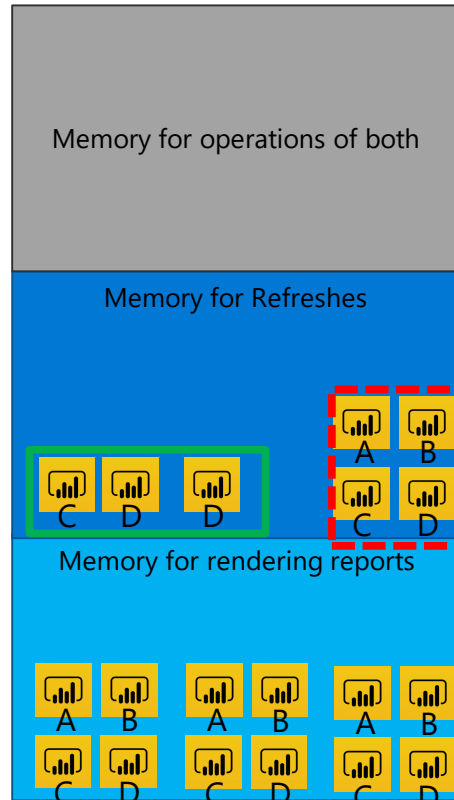 Memory for operations of both
Memory for Refreshes
A B
C D D
C D
Memory for rendering reports
A B A B A B
C D C D C D